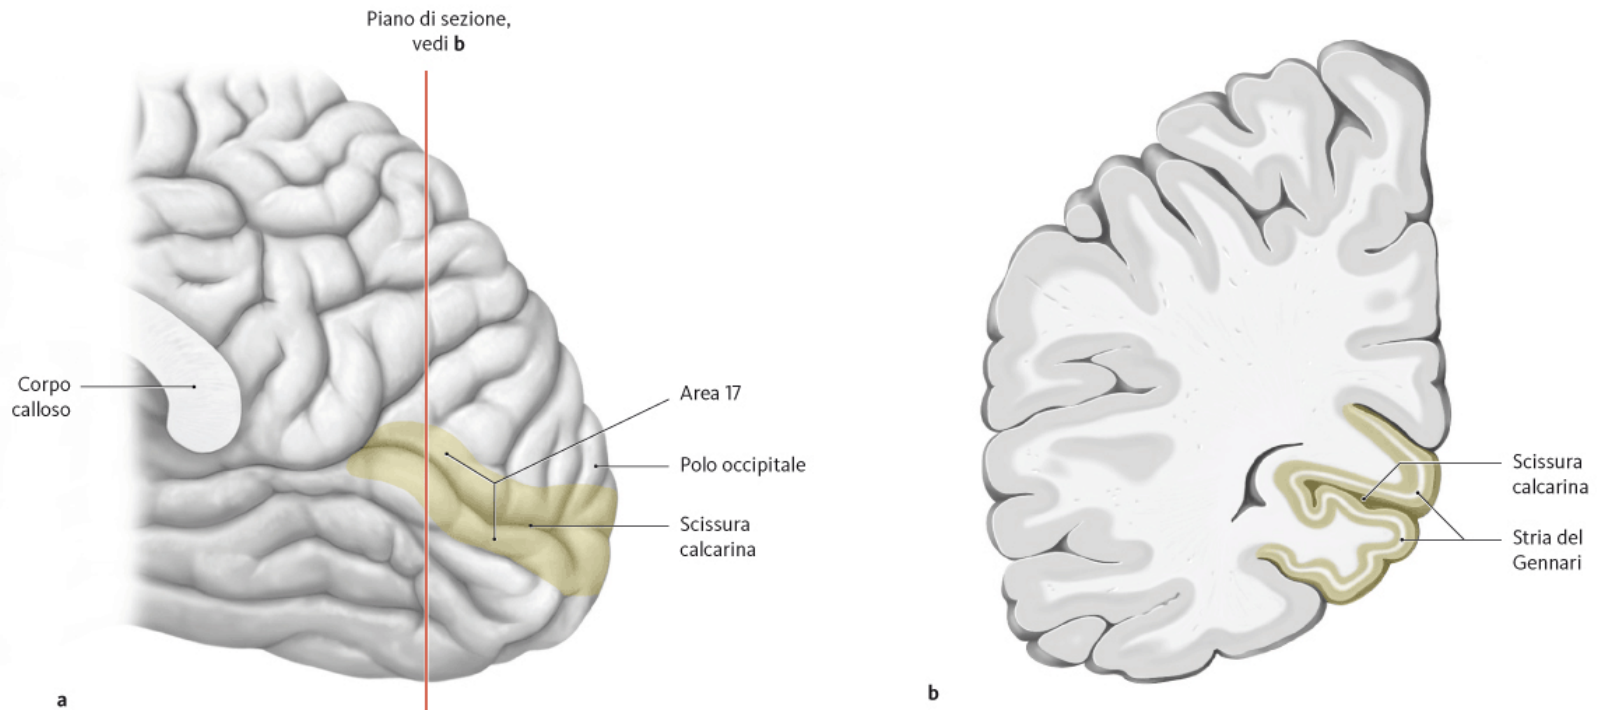 Piano di sezione,
vedi b
Corpo
calloso
Area 17
Polo occipitale
Scissura
calcarina
a
Scissura
calcarina
Stria del
Gennari
b